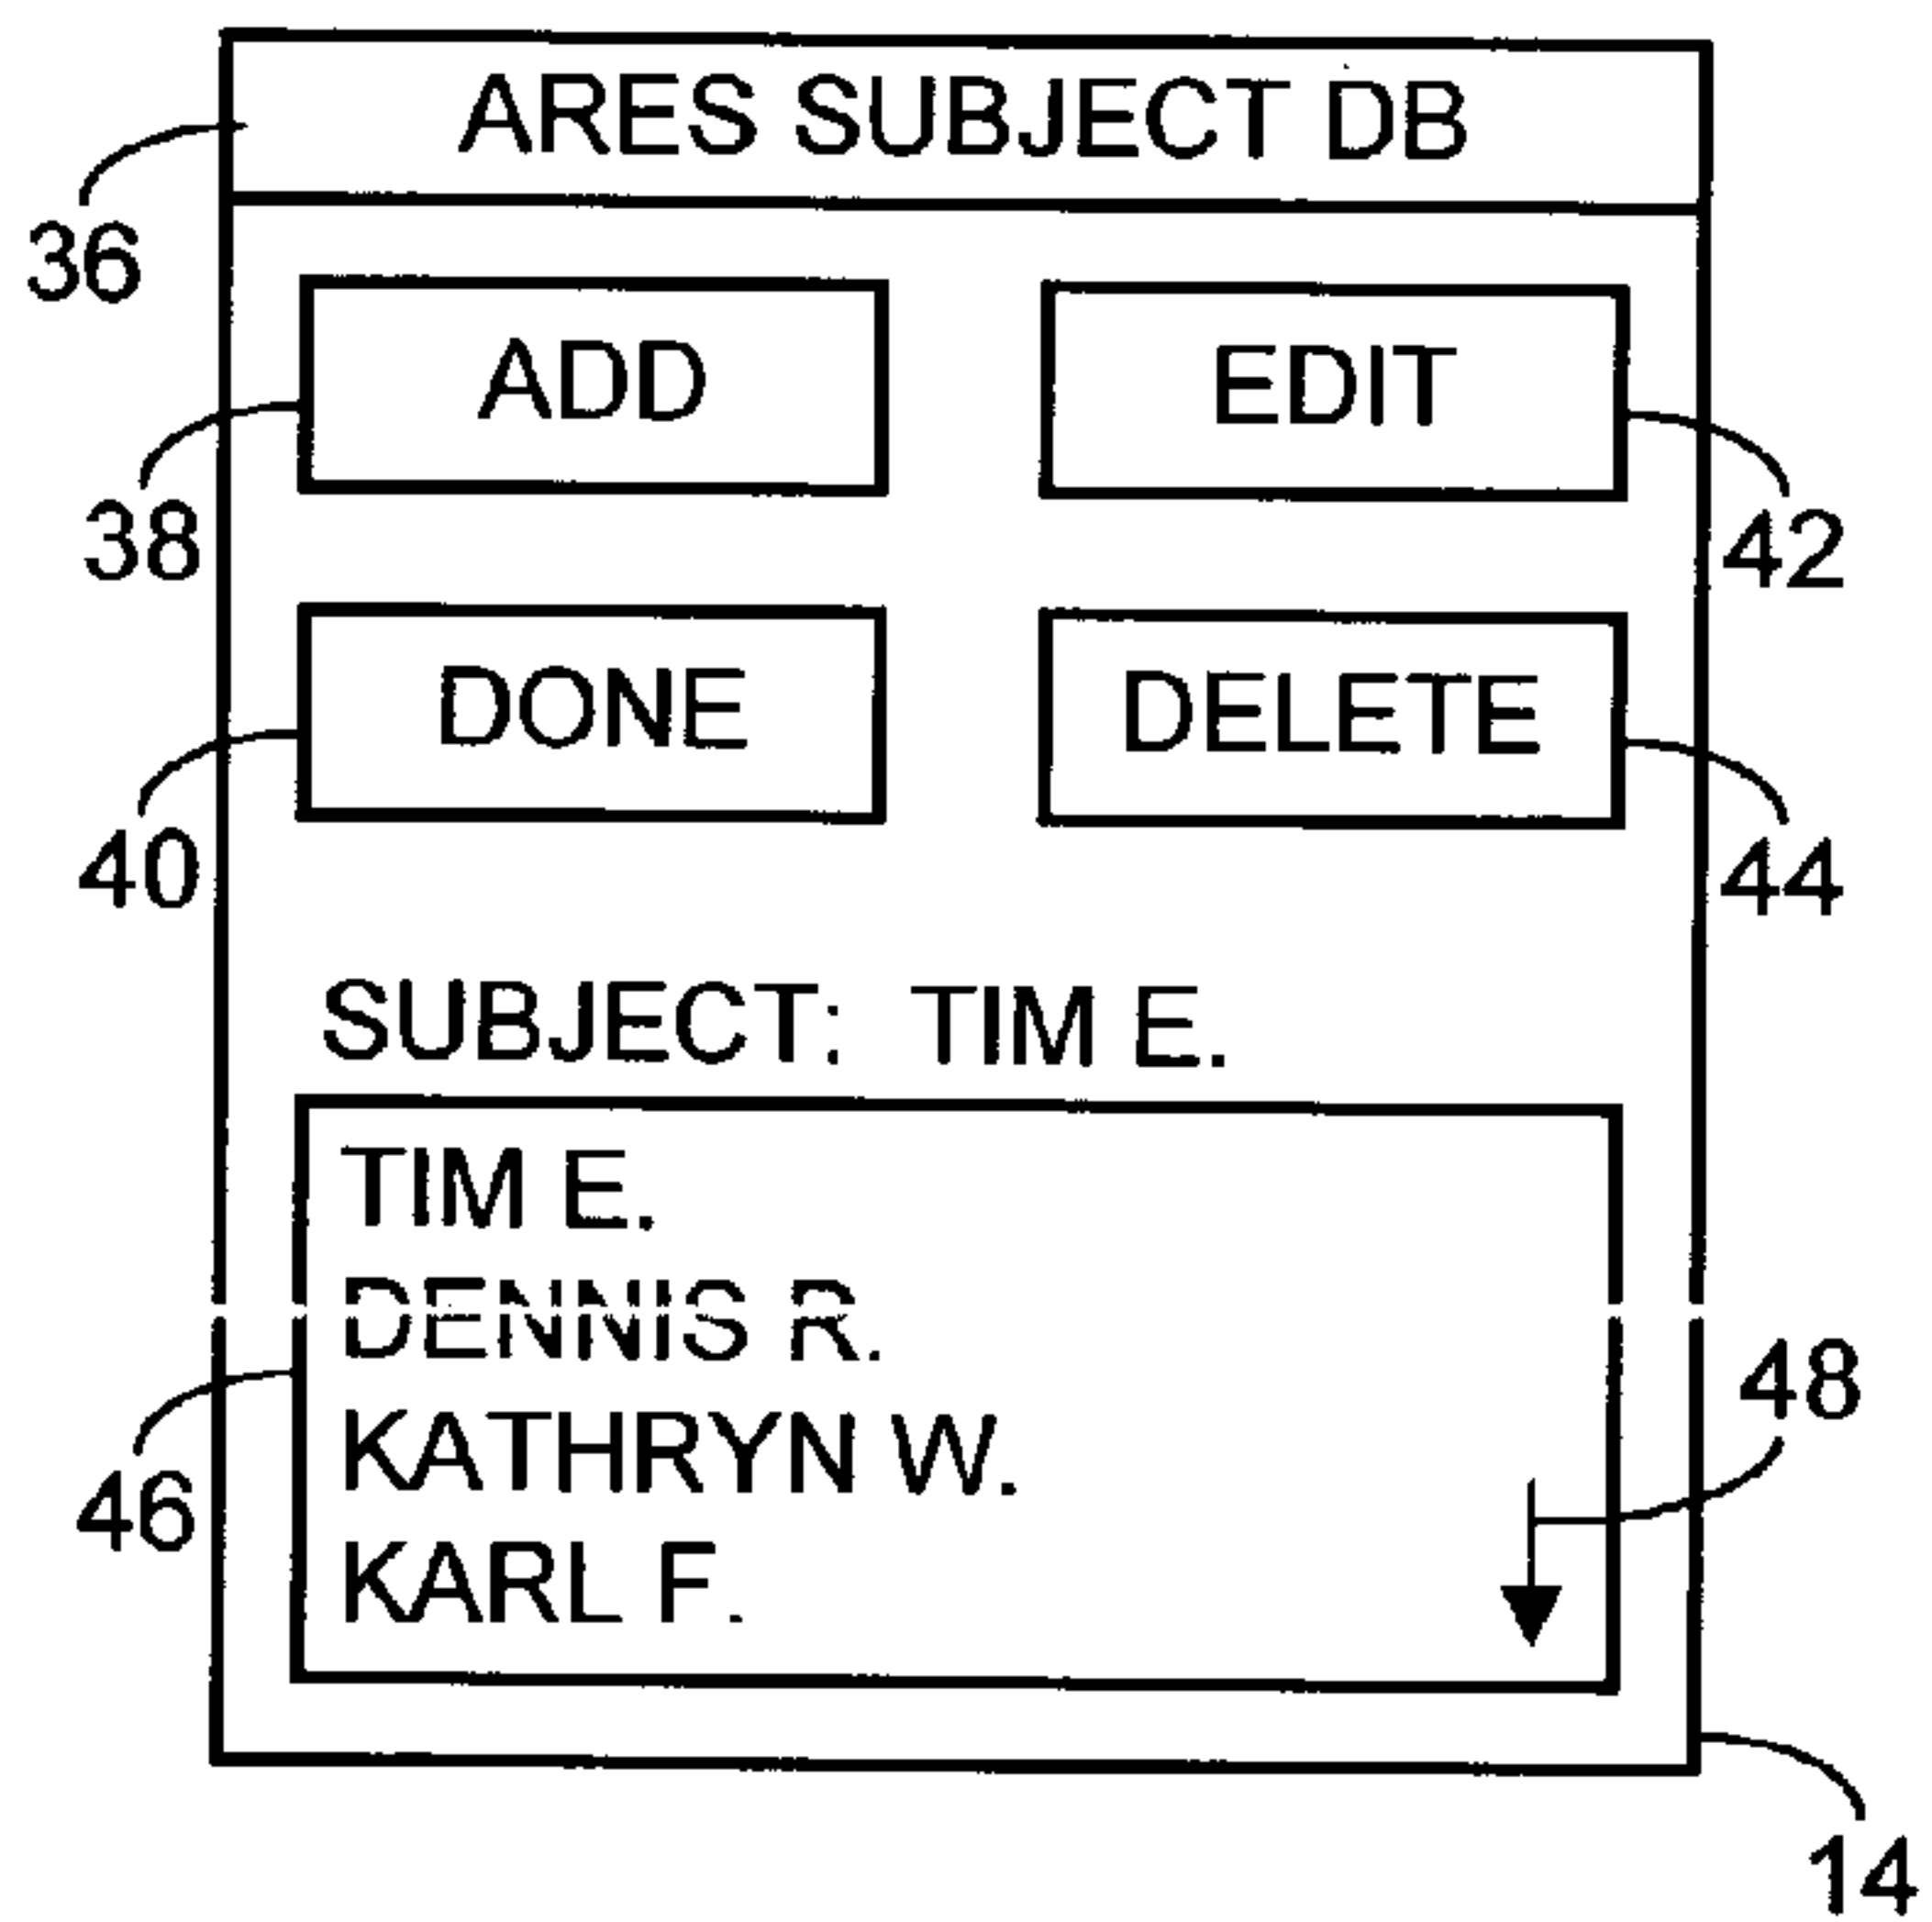 ARES SUBJECT DB
36
ADD
EDIT
38
42
DONE
DELETE
40
44
SUBJECT: TIM E.
TIM E.
DENNIS R.
KATHRYN W.
KARL F.
46
48
14